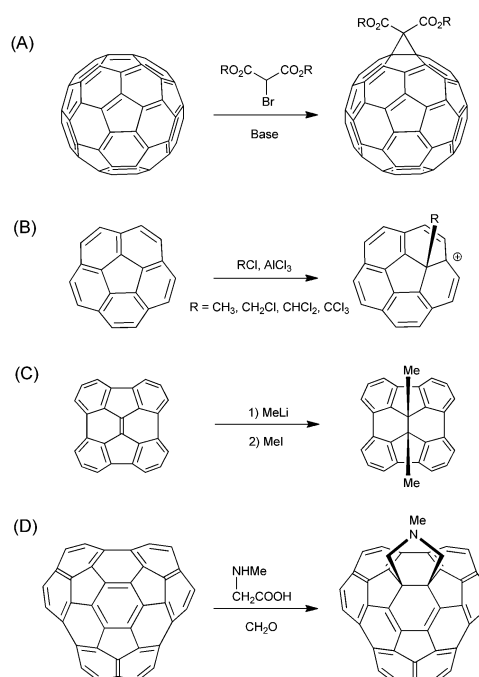 (A)
RO₂C CO₂R
RO₂C CO₂R
Br
Base
(B)
R
⊕
RCl, AlCl₃
R = CH₃, CH₂Cl, CHCl₂, CCl₃
(C)
Me
1) MeLi
2) MeI
Me
(D)
Me
N
NHMe
CH₂COOH
CH₂O